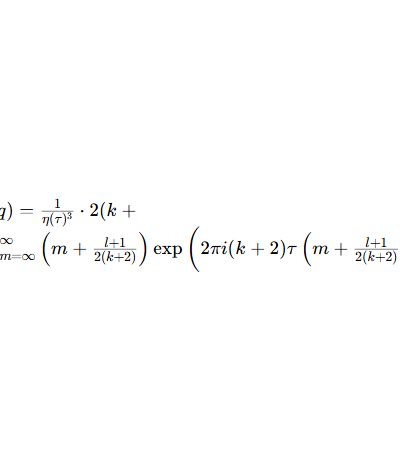 q) = \frac{1}{\eta(\tau)^3} \cdot 2(k +
_{m=\infty}^{\infty} \left( m + \frac{l+1}{2(k+2)} \right) \exp \left( 2\pi i(k + 2)\tau \left( m + \frac{l+1}{2(k+2)}